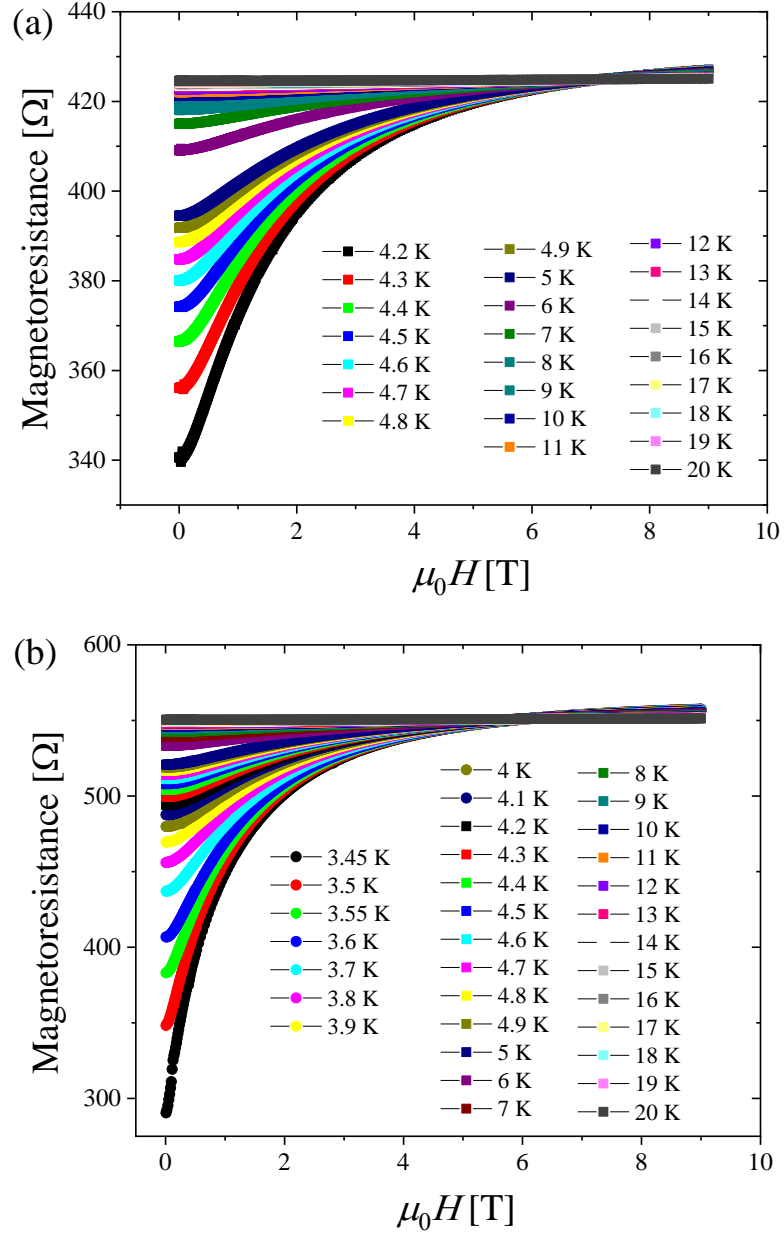 (a)
440
420
400
380
360
340
Magnetoresistance [Ω]
4.2 K
4.3 K
4.4 K
4.5 K
4.6 K
4.7 K
4.8 K
4.9 K
5 K
6 K
7 K
8 K
9 K
10 K
11 K
12 K
13 K
14 K
15 K
16 K
17 K
18 K
19 K
20 K
0 2 4 6 8 10
μ₀H [T]
(b)
600
500
400
300
Magnetoresistance [Ω]
3.45 K
3.5 K
3.55 K
3.6 K
3.7 K
3.8 K
3.9 K
4 K
4.1 K
4.2 K
4.3 K
4.4 K
4.5 K
4.6 K
4.7 K
4.8 K
4.9 K
5 K
6 K
7 K
8 K
9 K
10 K
11 K
12 K
13 K
14 K
15 K
16 K
17 K
18 K
19 K
20 K
0 2 4 6 8 10
μ₀H [T]